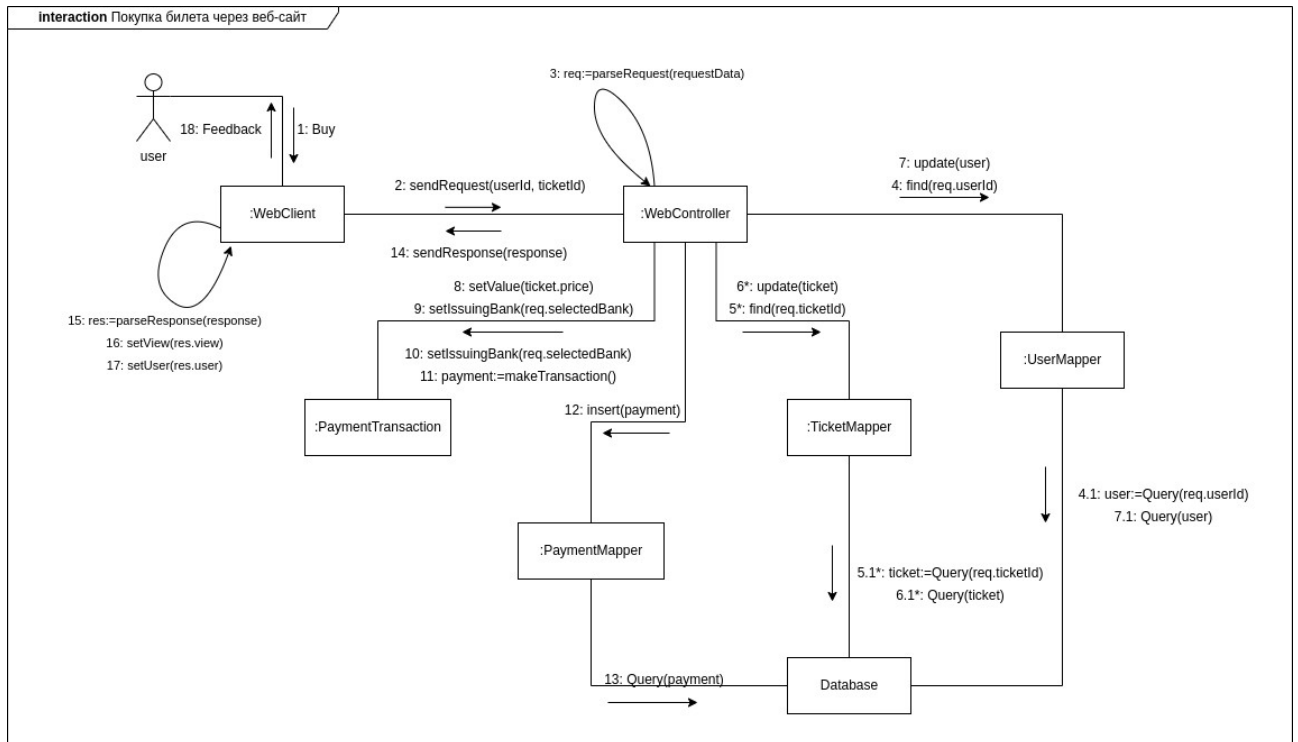 interaction Покупка билета через веб-сайт
3: req:=parseRequest(requestData)
18: Feedback
1: Buy
user
7: update(user)
4: find(req.userId)
2: sendRequest(userId, ticketId)
:WebClient
:WebController
14: sendResponse(response)
8: setValue(ticket.price)
9: setIssuingBank(req.selectedBank)
6*: update(ticket)
5*: find(req.ticketId)
15: res:=parseResponse(response)
16: setView(res.view)
17: setUser(res.user)
10: setIssuingBank(req.selectedBank)
11: payment:=makeTransaction()
:UserMapper
12: insert(payment)
:PaymentTransaction
:TicketMapper
4.1: user:=Query(req.userId)
7.1: Query(user)
:PaymentMapper
5.1*: ticket:=Query(req.ticketId)
6.1*: Query(ticket)
13: Query(payment)
Database